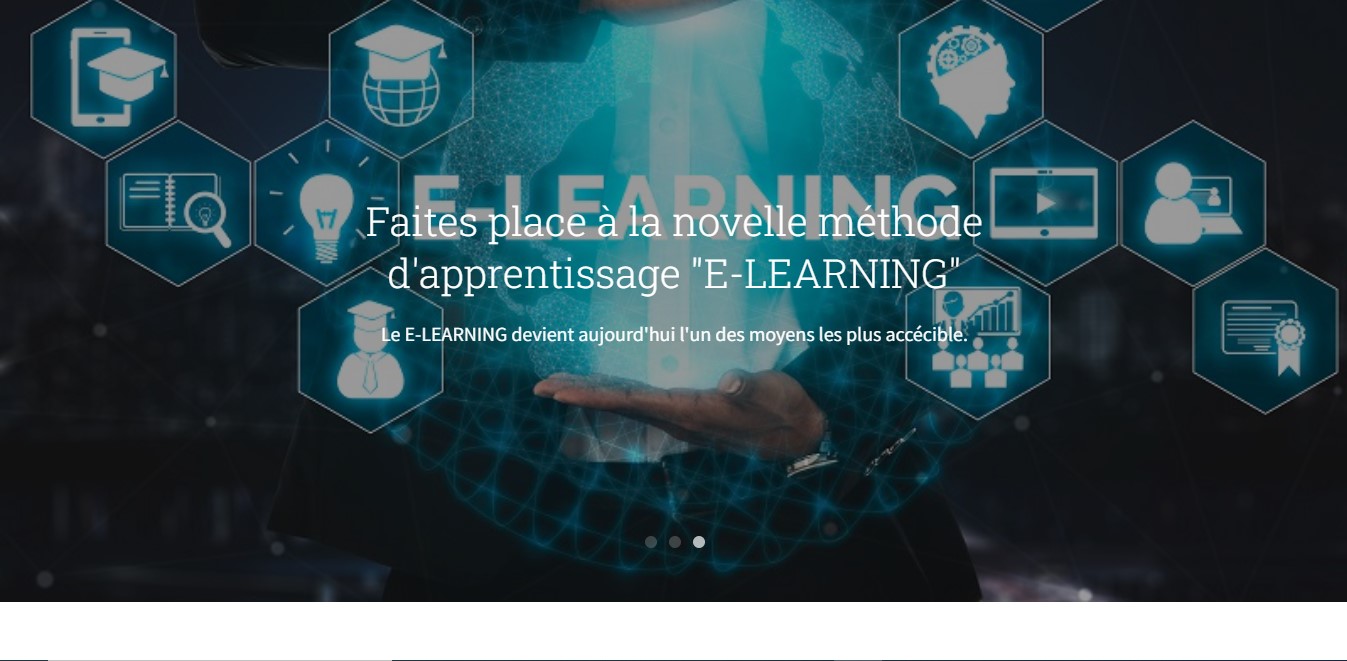 E-LEARNING
Faites place à la novelle méthode
d'apprentissage "E-LEARNING"
Le E-LEARNING devient aujourd'hui l'un des moyens les plus accécible.